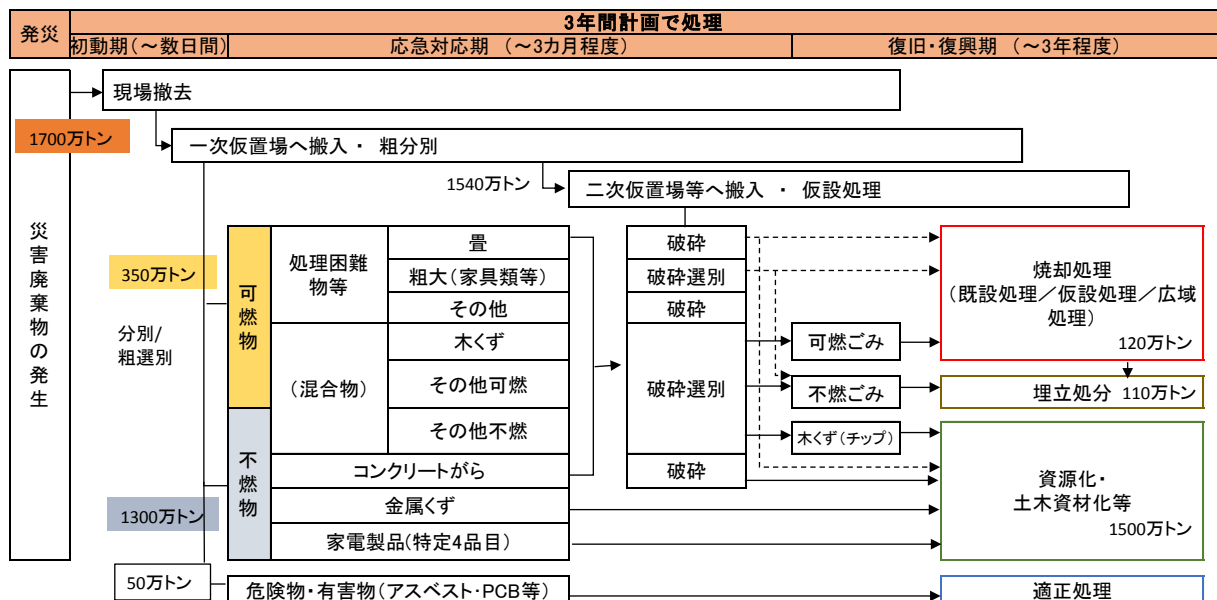 発災
3年間計画で処理
初動期(~数日間)
応急対応期 (~3カ月程度)
復旧・復興期 (~3年程度)
災害廃棄物の発生
現場撤去
1700万トン
一次仮置場へ搬入・ 粗分別
1540万トン
二次仮置場等へ搬入 ・ 仮設処理
350万トン
分別/
粗選別
可燃物
処理困難
物等
畳
粗大(家具類等)
その他
(混合物)
木くず
その他可燃
その他不燃
不燃物
コンクリートがら
金属くず
家電製品(特定4品目)
1300万トン
50万トン
危険物・有害物(アスベスト・PCB等)
破砕
破砕選別
破砕
破砕選別
破砕
可燃ごみ
不燃ごみ
木くず(チップ)
焼却処理
(既設処理/仮設処理/広域
処理)
120万トン
埋立処分 110万トン
資源化・
土木資材化等
1500万トン
適正処理